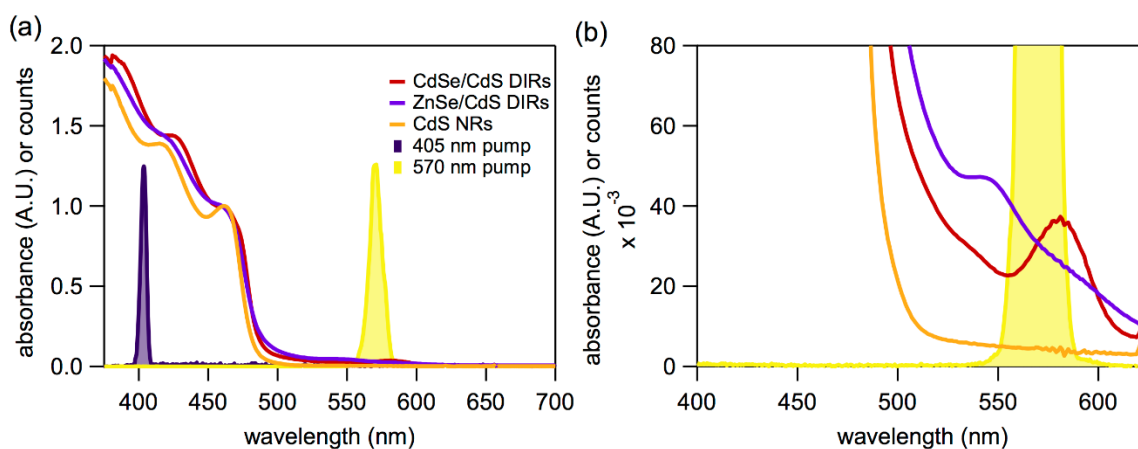 (a)
2.0
1.5
1.0
0.5
0.0
absorbance (A.U.) or counts
CdSe/CdS DIRs
ZnSe/CdS DIRs
CdS NRs
405 nm pump
570 nm pump
400 450 500 550 600 650 700
wavelength (nm)
(b)
80
60
40
20
0
absorbance (A.U.) or counts
x 10-3
400 450 500 550 600
wavelength (nm)